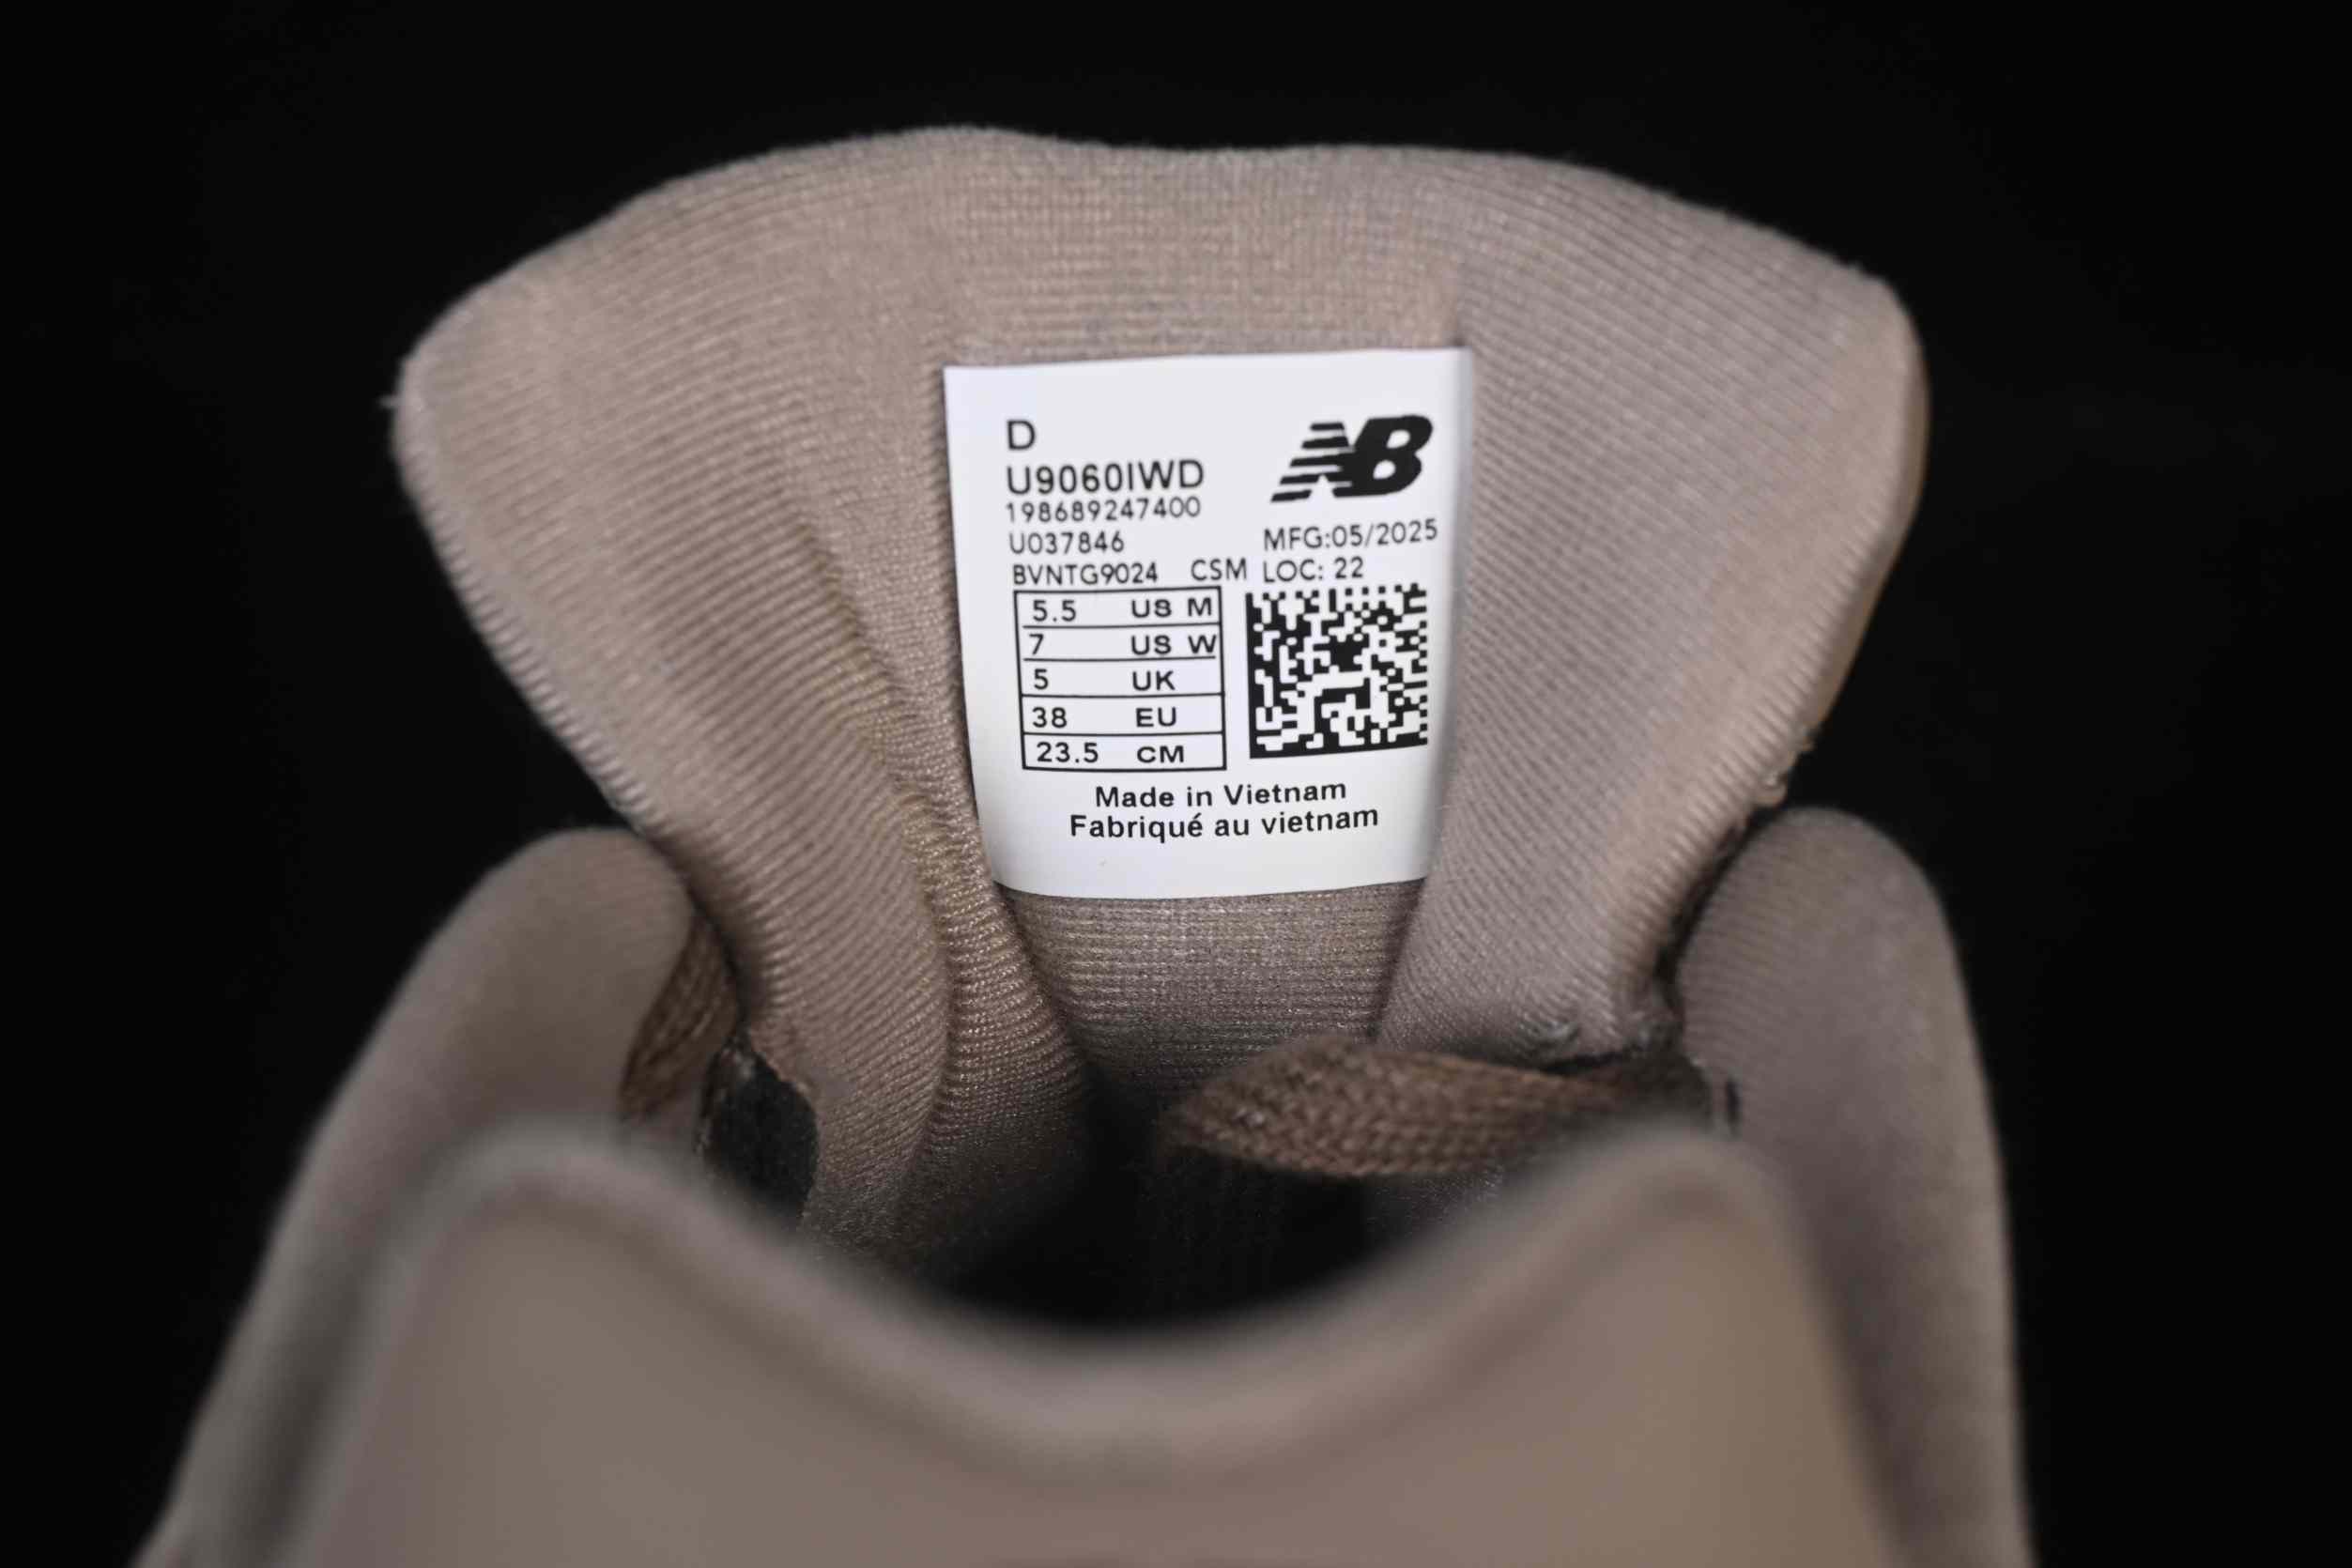 D
NB
U9060IWD
198689247400
U037846 MFG:05/2025
BVNTG9024 CSM LOC: 22
5.5 US M
7 US W
5 UK
38 EU
23.5 CM
Made in Vietnam
Fabriqué au vietnam